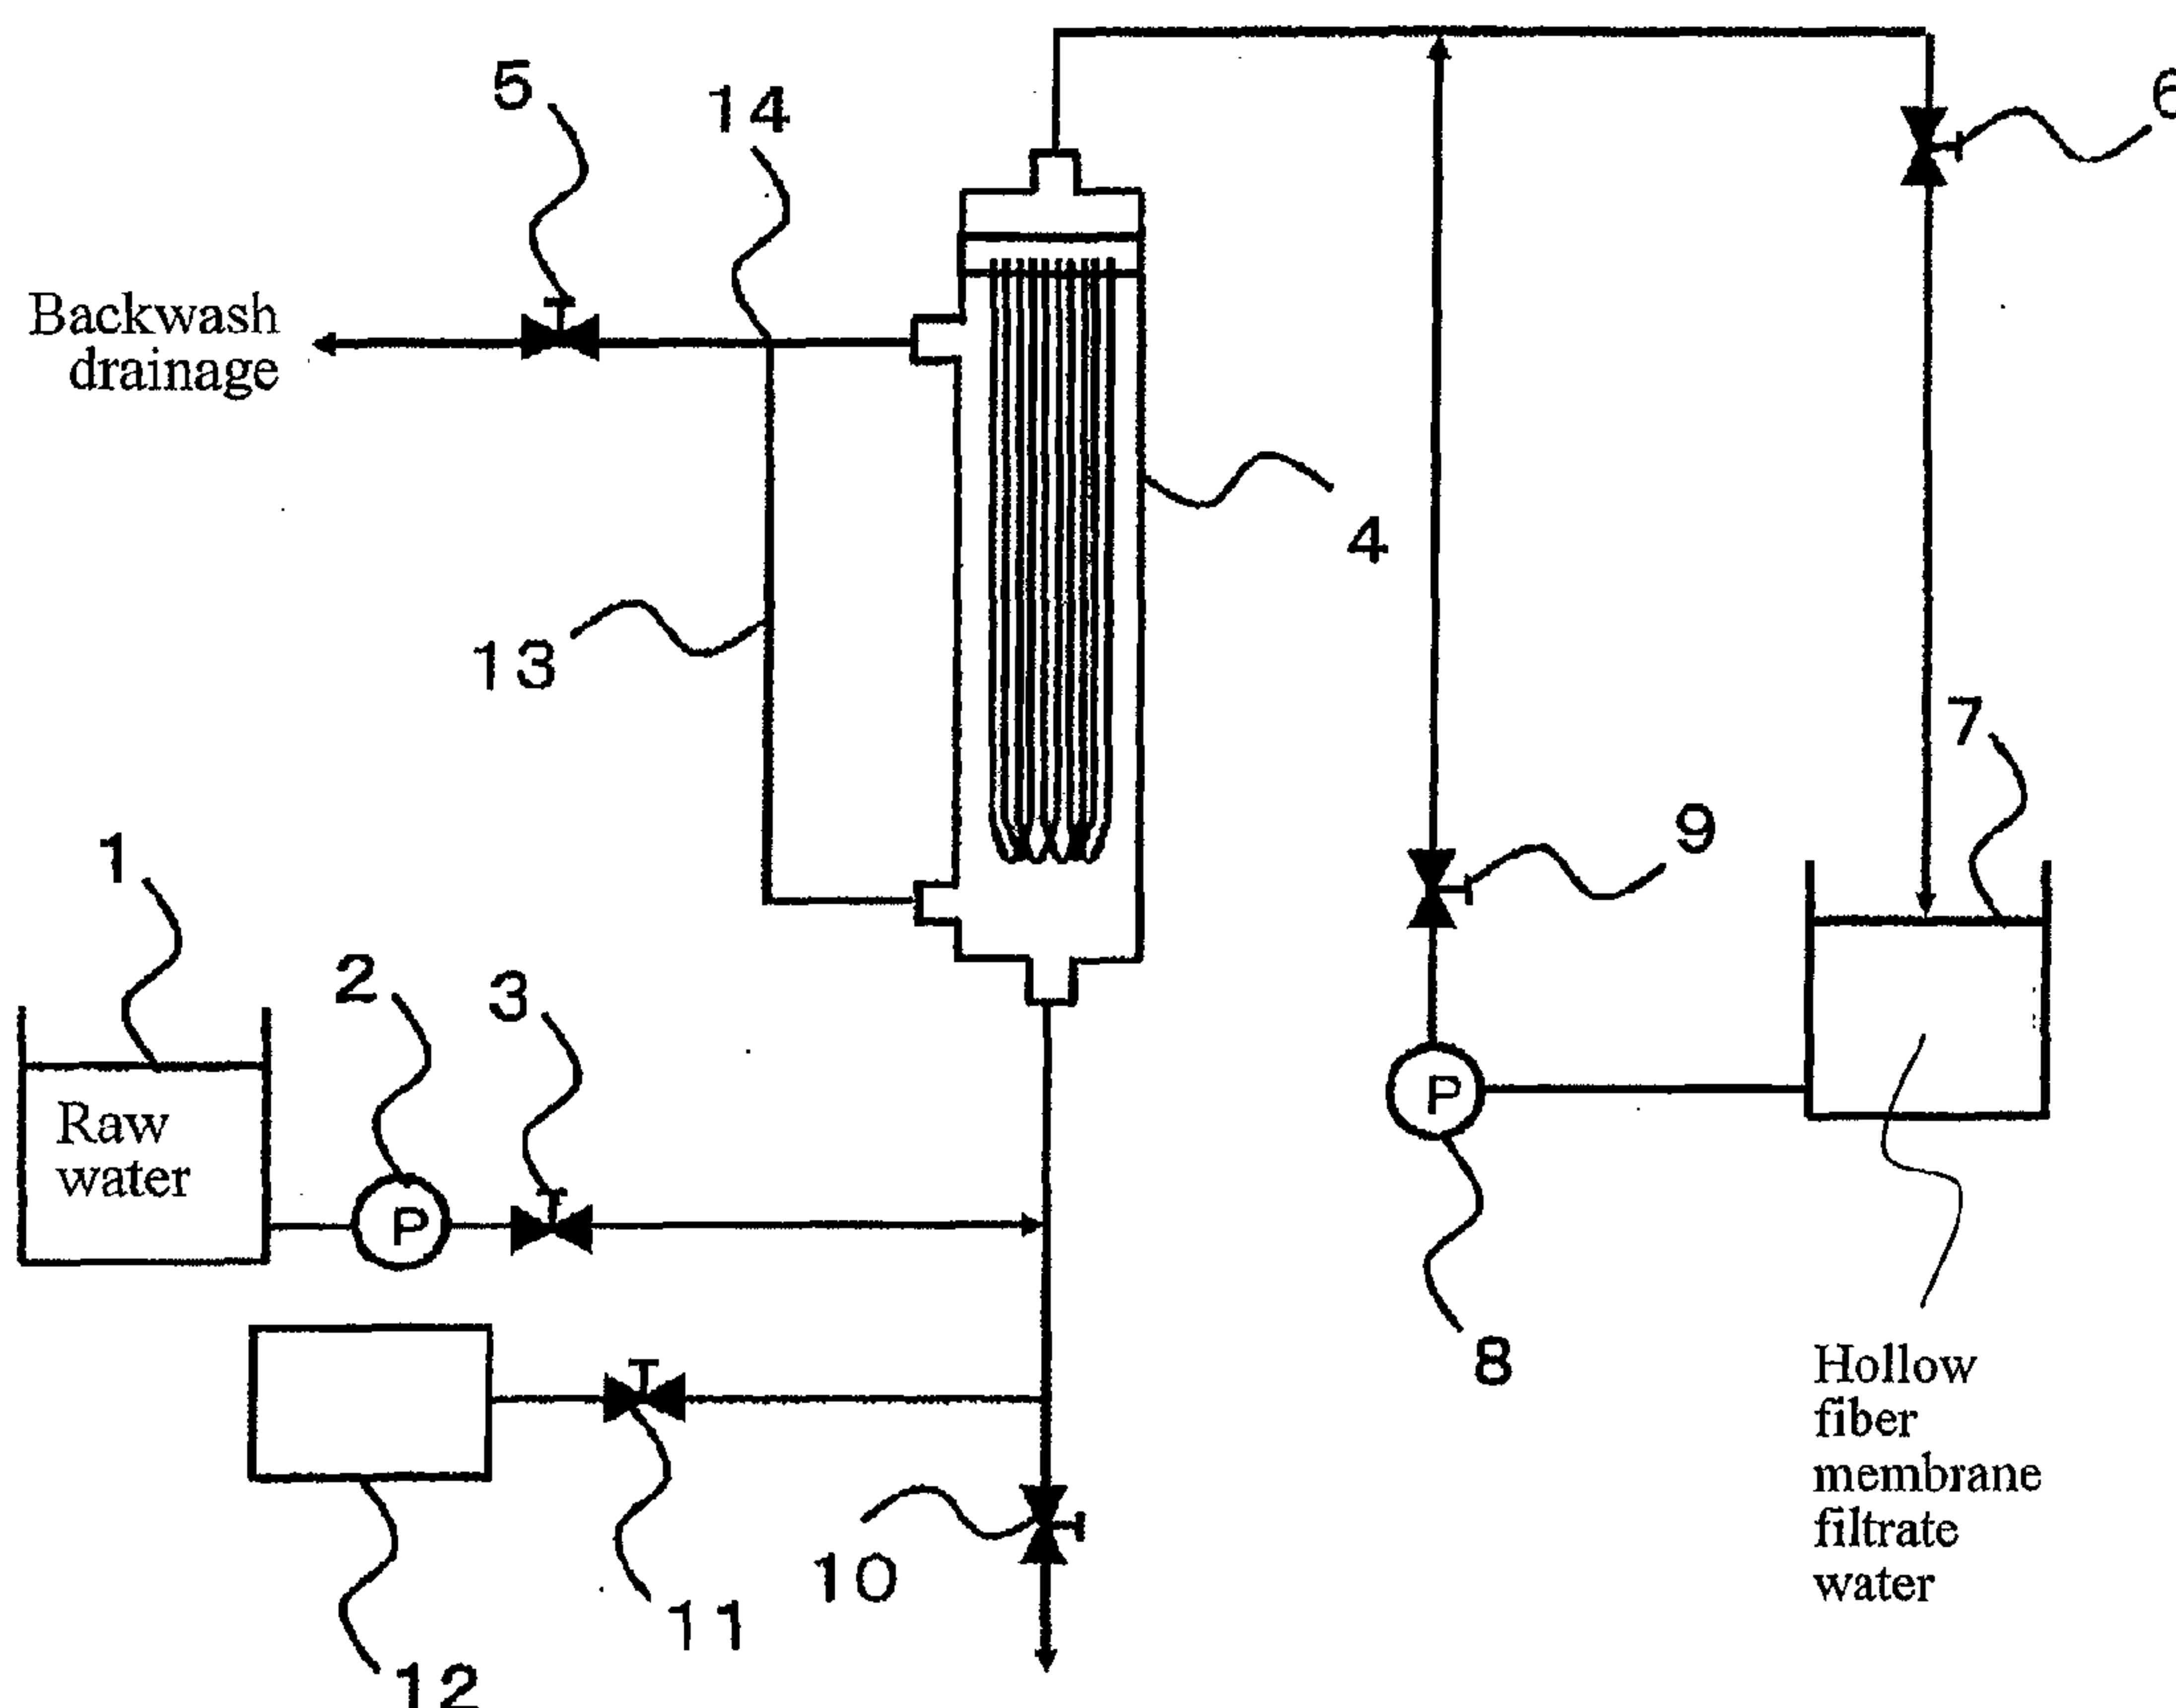 5
14
6
Backwash
drainage
4
13
7
9
1
2
3
Raw
water
P
P
8
Hollow
fiber
membrane
filtrate
water
10
11
12